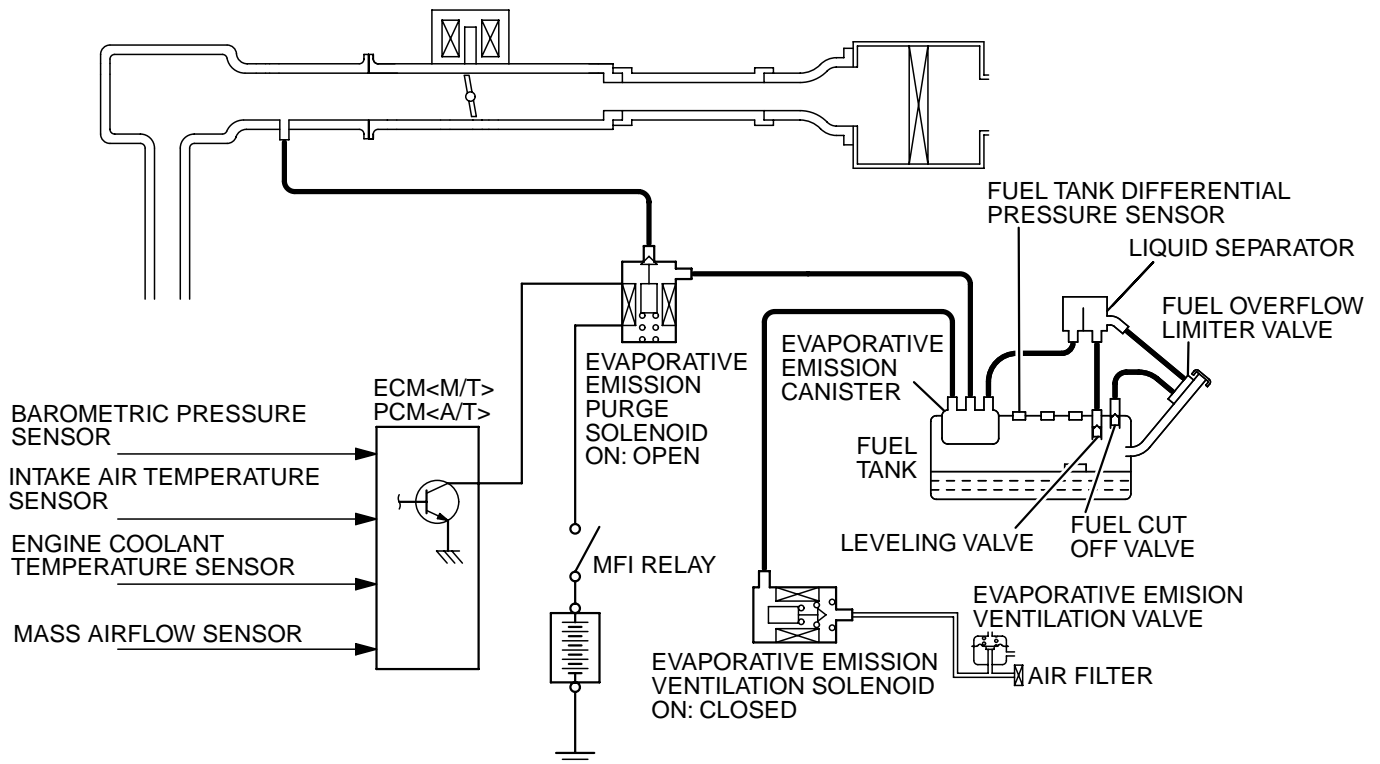 FUEL TANK DIFFERENTIAL
PRESSURE SENSOR
LIQUID SEPARATOR
FUEL OVERFLOW
LIMITER VALVE
EVAPORATIVE
EMISSION
CANISTER
EVAPORATIVE
EMISSION
PURGE
SOLENOID
ON: OPEN
ECM<M/T>
PCM<A/T>
BAROMETRIC PRESSURE
SENSOR
INTAKE AIR TEMPERATURE
SENSOR
ENGINE COOLANT
TEMPERATURE SENSOR
MASS AIRFLOW SENSOR
FUEL
TANK
LEVELING VALVE
FUEL CUT
OFF VALVE
MFI RELAY
EVAPORATIVE EMISION
VENTILATION VALVE
EVAPORATIVE EMISSION
VENTILATION SOLENOID
ON: CLOSED
AIR FILTER